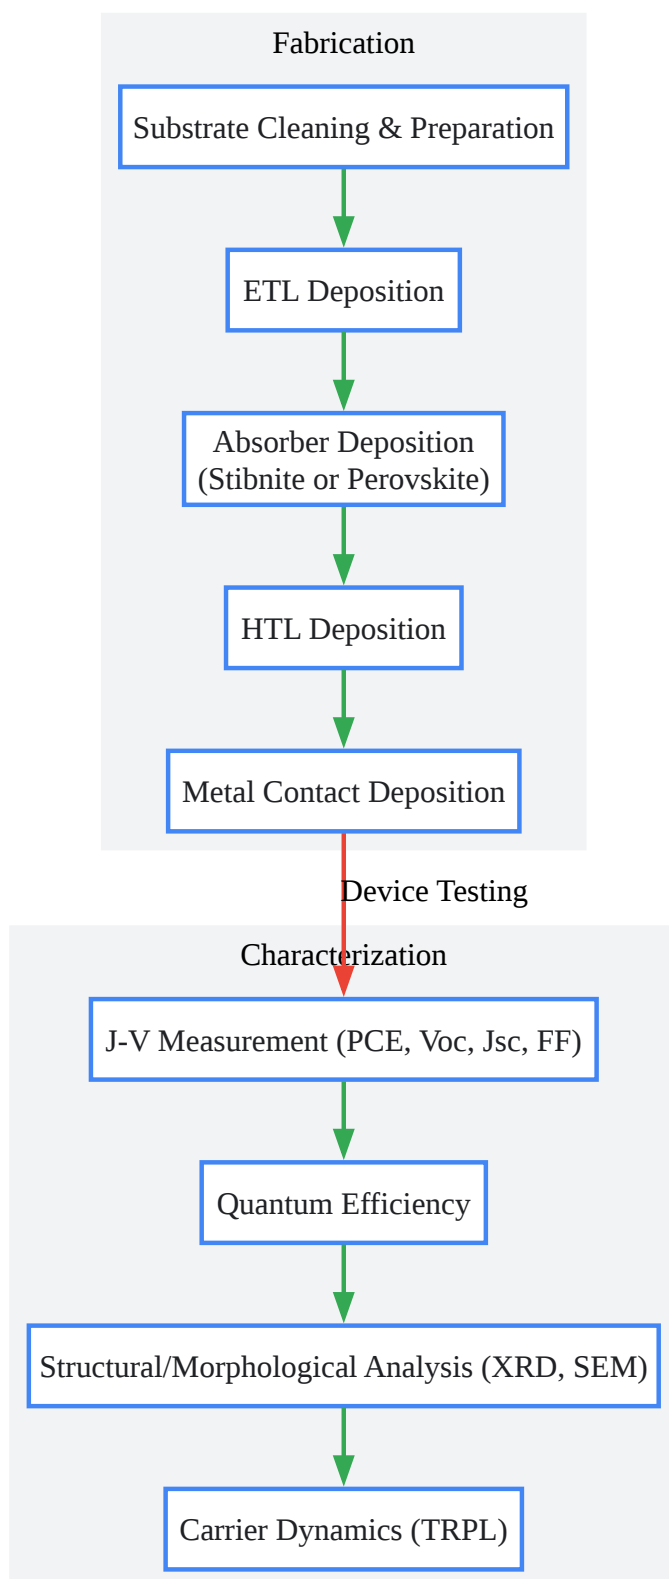 Fabrication
Substrate Cleaning & Preparation
ETL Deposition
Absorber Deposition
(Stibnite or Perovskite)
HTL Deposition
Metal Contact Deposition
Device Testing
Characterization
J-V Measurement (PCE, Voc, Jsc, FF)
Quantum Efficiency
Structural/Morphological Analysis (XRD, SEM)
Carrier Dynamics (TRPL)